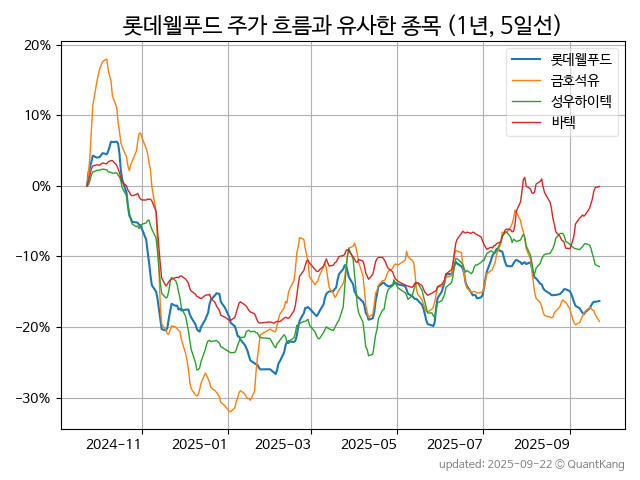 롯데웰푸드 주가 흐름과 유사한 종목 (1년, 5일선)
롯데웰푸드
금호석유
성우하이텍
바텍
20%
10%
0%
−10%
−20%
−30%
2024-11
2025-01
2025-03
2025-05
2025-07
2025-09
updated: 2025-09-22 © QuantKang